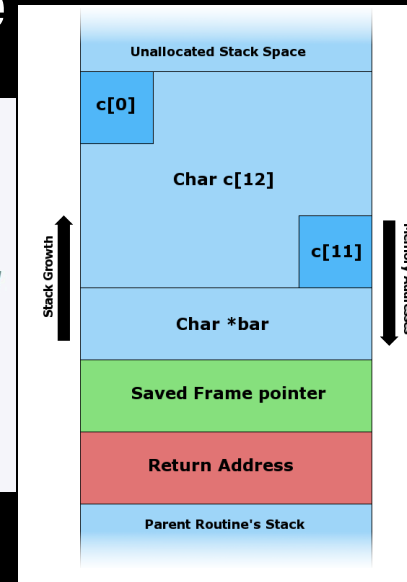 e
Unallocated Stack Space
c[0]
Char c[12]
c[11]
Stack Growth
Char *bar
Saved Frame pointer
Return Address
Parent Routine's Stack